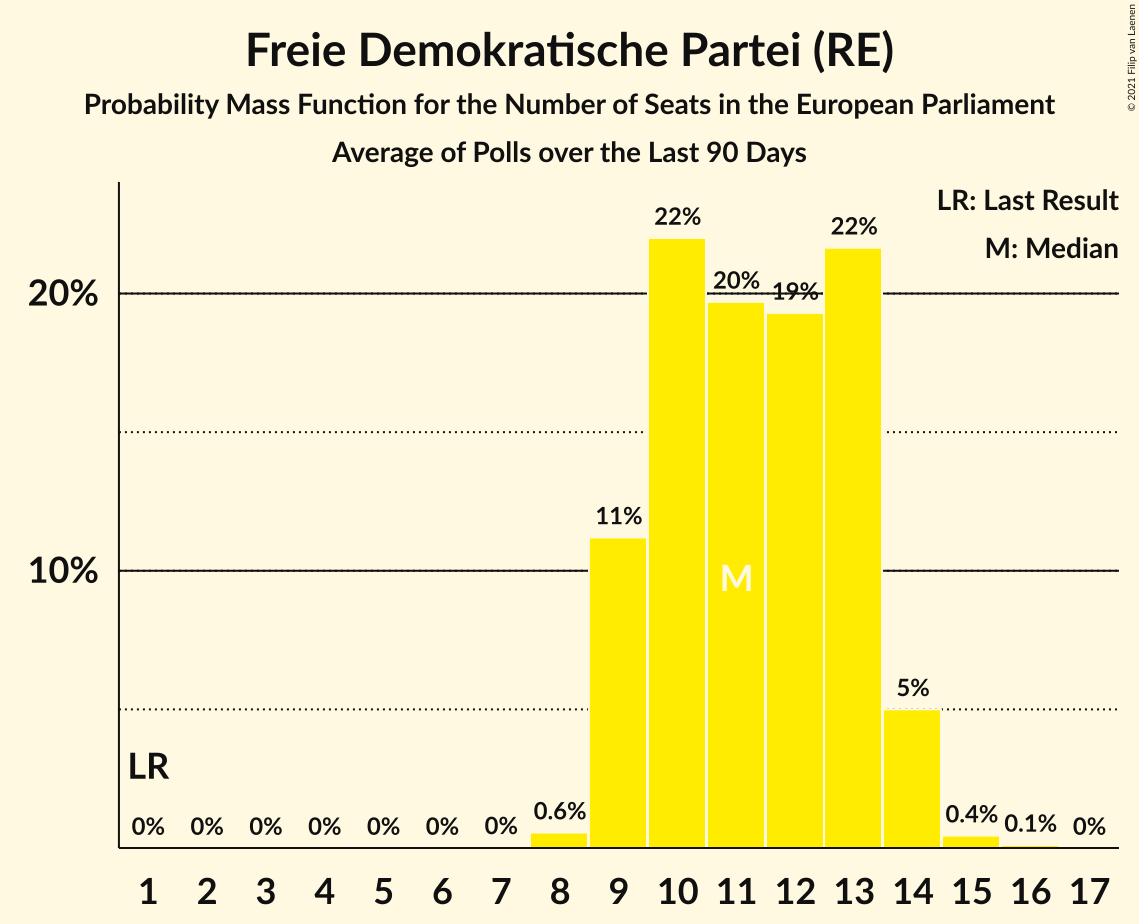 Freie Demokratische Partei (RE)
Probability Mass Function for the Number of Seats in the European Parliament
Average of Polls over the Last 90 Days
© 2021 Filip van Laenen
LR: Last Result
M: Median
20%
10%
22%
20%
19%
22%
11%
M
5%
LR
0%
0%
0%
0%
0%
0%
0%
0.6%
0.4%
0.1%
0%
1 2 3 4 5 6 7 8 9 10 11 12 13 14 15 16 17